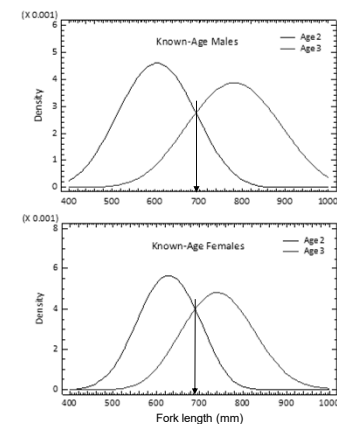 (X 0.001)
6
5
4
3
2
1
0
Density
Known-Age Males
Age 2
Age 3
400 500 600 700 800 900 1000
(X 0.001)
8
6
4
2
0
Density
Known-Age Females
Age 2
Age 3
400 500 600 700 800 900 1000
Fork length (mm)